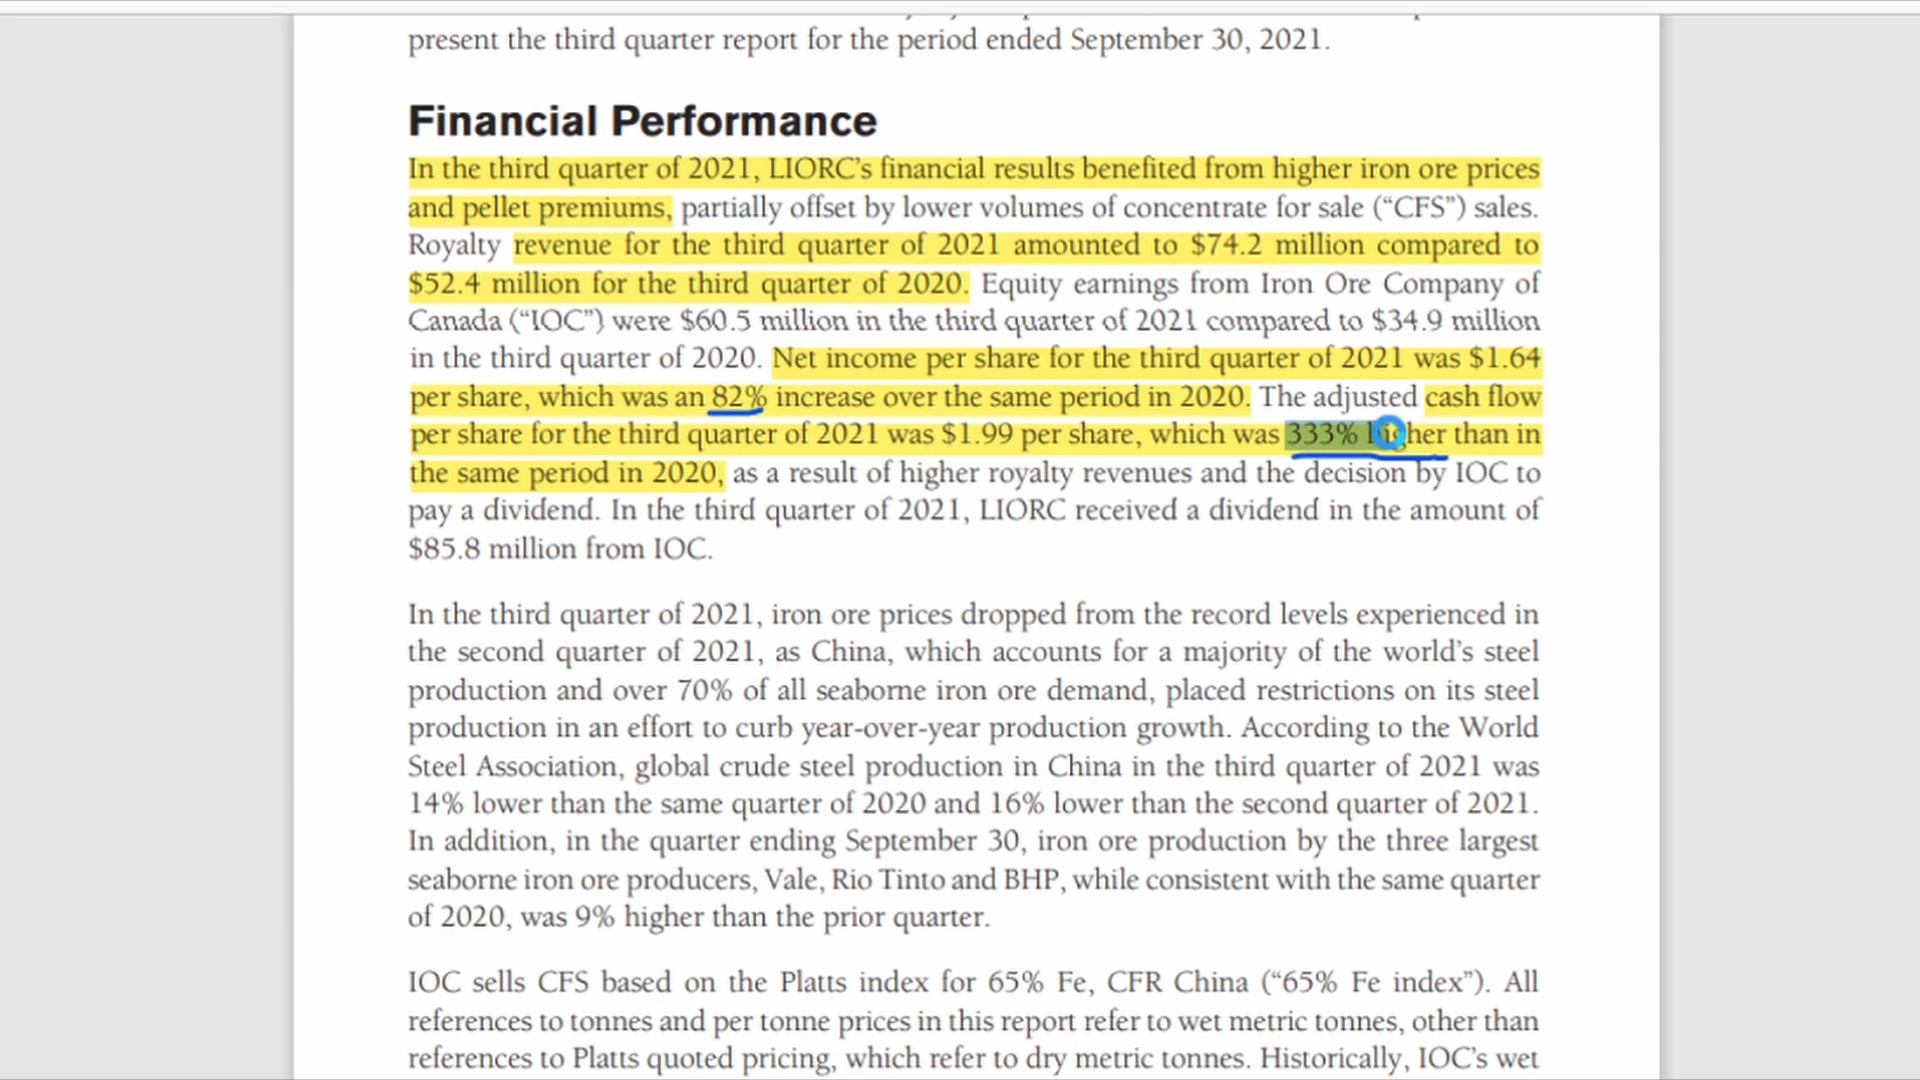 present the third quarter report for the period ended September 30, 2021.
Financial Performance
In the third quarter of 2021, LIORC’s financial results benefited from higher iron ore prices
and pellet premiums, partially offset by lower volumes of concentrate for sale (“CFS”) sales.
Royalty revenue for the third quarter of 2021 amounted to $74.2 million compared to
$52.4 million for the third quarter of 2020. Equity earnings from Iron Ore Company of
Canada (“IOC”) were $60.5 million in the third quarter of 2021 compared to $34.9 million
in the third quarter of 2020. Net income per share for the third quarter of 2021 was $1.64
per share, which was an 82% increase over the same period in 2020. The adjusted cash flow
per share for the third quarter of 2021 was $1.99 per share, which was 333% higher than in
the same period in 2020, as a result of higher royalty revenues and the decision by IOC to
pay a dividend. In the third quarter of 2021, LIORC received a dividend in the amount of
$85.8 million from IOC.
In the third quarter of 2021, iron ore prices dropped from the record levels experienced in
the second quarter of 2021, as China, which accounts for a majority of the world’s steel
production and over 70% of all seaborne iron ore demand, placed restrictions on its steel
production in an effort to curb year-over-year production growth. According to the World
Steel Association, global crude steel production in China in the third quarter of 2021 was
14% lower than the same quarter of 2020 and 16% lower than the second quarter of 2021.
In addition, in the quarter ending September 30, iron ore production by the three largest
seaborne iron ore producers, Vale, Rio Tinto and BHP, while consistent with the same quarter
of 2020, was 9% higher than the prior quarter.
IOC sells CFS based on the Platts index for 65% Fe, CFR China (“65% Fe index”). All
references to tonnes and per tonne prices in this report refer to wet metric tonnes, other than
references to Platts quoted pricing, which refer to dry metric tonnes. Historically, IOC’s wet